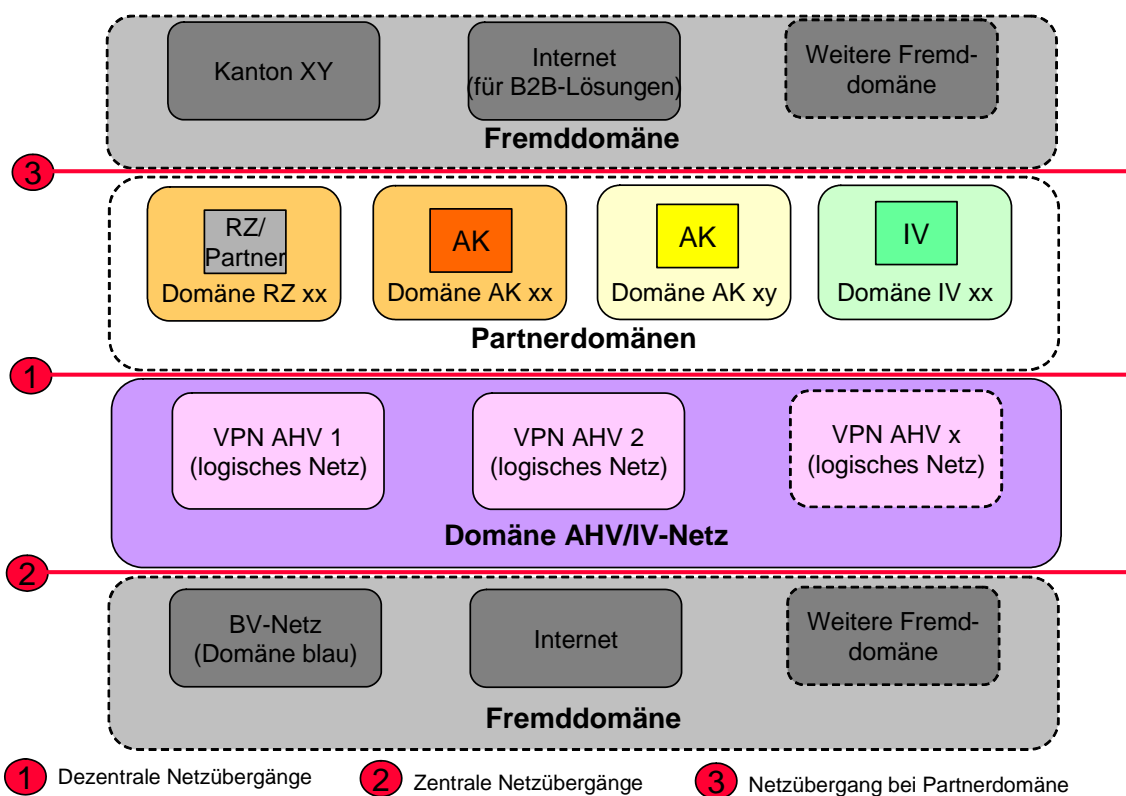 Kanton XY
Internet
(für B2B-Lösungen)
Weitere Fremd-
domäne
Fremddomäne
3
RZ/
Partner
Domäne RZ xx
AK
Domäne AK xx
AK
Domäne AK xy
IV
Domäne IV xx
Partnerdomänen
1
VPN AHV 1
(logisches Netz)
VPN AHV 2
(logisches Netz)
VPN AHV x
(logisches Netz)
Domäne AHV/IV-Netz
2
BV-Netz
(Domäne blau)
Internet
Weitere Fremd-
domäne
Fremddomäne
1 Dezentrale Netzübergänge
2 Zentrale Netzübergänge
3 Netzübergang bei Partnerdomäne